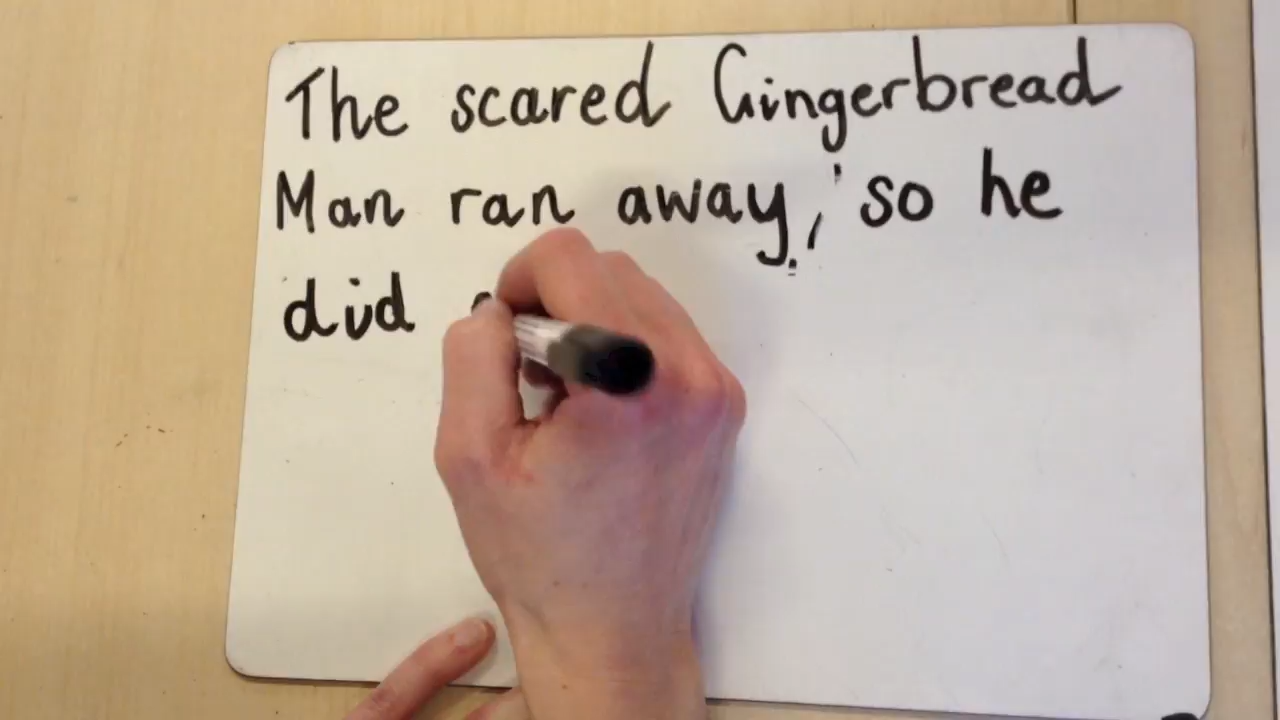 The scared Gingerbread
Man ran away, so he
did